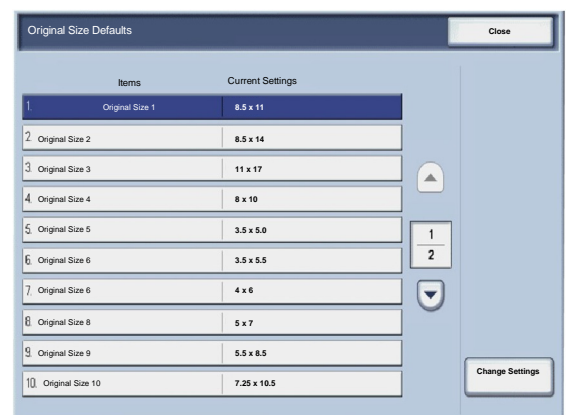 Original Size Defaults
Close
Items Current Settings
1. Original Size 1 8.5 x 11
2. Original Size 2 8.5 x 14
3. Original Size 3 11 x 17
4. Original Size 4 8 x 10
5. Original Size 5 3.5 x 5.0
6. Original Size 6 3.5 x 5.5
7. Original Size 6 4 x 6
8. Original Size 8 5 x 7
9. Original Size 9 5.5 x 8.5
10. Original Size 10 7.25 x 10.5
1
2
Change Settings